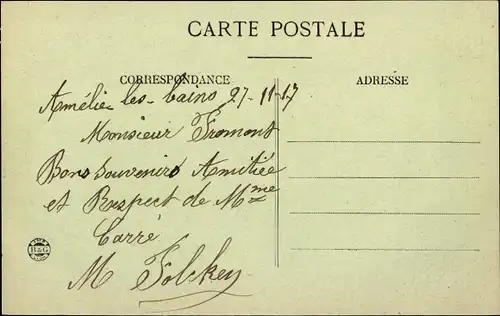 CARTE POSTALE
CORRESPONDANCE
ADRESSE
Amélie-les-bains 27-11-17
Monsieur Fromont
Bons Souvenirs Amitiée
et Respect de Mme
Carré
M Folckey
B&G